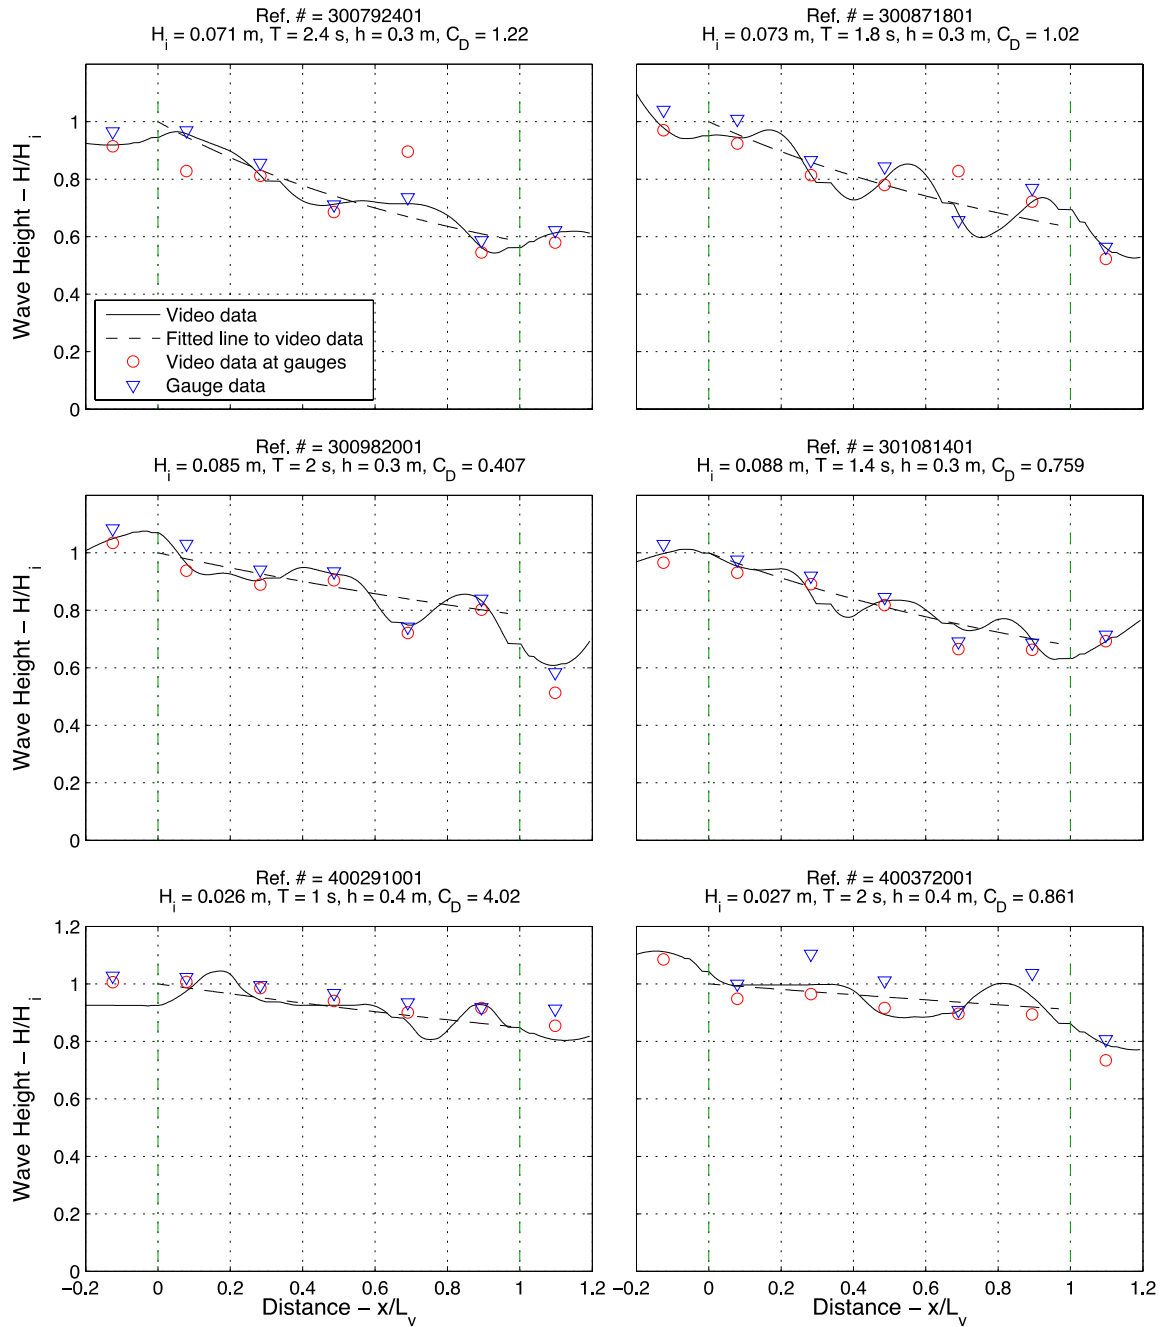 Ref. # = 300792401
H_i = 0.071 m, T = 2.4 s, h = 0.3 m, C_D = 1.22
Wave Height – H/H_i
1
0.8
0.6
0.4
0.2
0
Video data
Fitted line to video data
Video data at gauges
Gauge data
Ref. # = 300871801
H_i = 0.073 m, T = 1.8 s, h = 0.3 m, C_D = 1.02
Ref. # = 300982001
H_i = 0.085 m, T = 2 s, h = 0.3 m, C_D = 0.407
Wave Height – H/H_i
1
0.8
0.6
0.4
0.2
0
Ref. # = 301081401
H_i = 0.088 m, T = 1.4 s, h = 0.3 m, C_D = 0.759
Ref. # = 400291001
H_i = 0.026 m, T = 1 s, h = 0.4 m, C_D = 4.02
Wave Height – H/H_i
1.2
1
0.8
0.6
0.4
0.2
0
−0.2 0 0.2 0.4 0.6 0.8 1 1.2
Distance – x/L_v
Ref. # = 400372001
H_i = 0.027 m, T = 2 s, h = 0.4 m, C_D = 0.861
−0.2 0 0.2 0.4 0.6 0.8 1 1.2
Distance – x/L_v